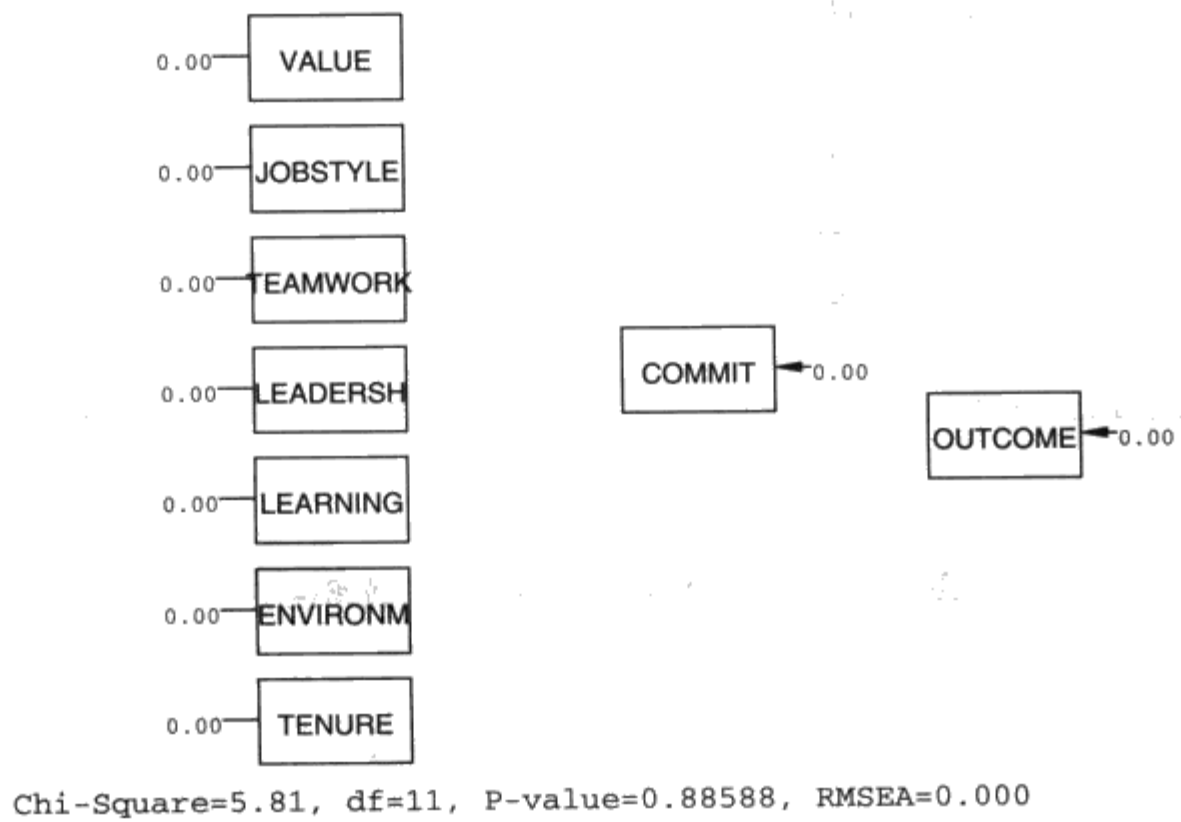 0.00 VALUE
0.00 JOBSTYLE
0.00 TEAMWORK
0.00 LEADERSH
COMMIT 0.00
OUTCOME 0.00
0.00 LEARNING
0.00 ENVIRONM
0.00 TENURE
Chi-Square=5.81, df=11, P-value=0.88588, RMSEA=0.000